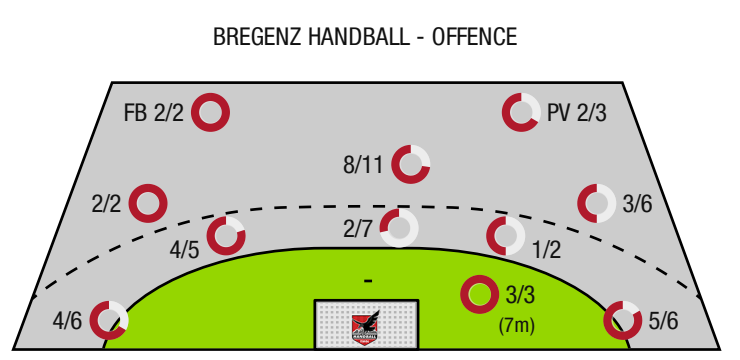 BREGENZ HANDBALL - OFFENCE
FB 2/2
PV 2/3
8/11
2/2
3/6
4/5
2/7
1/2
-
3/3
(7m)
4/6
5/6
HANDBALL